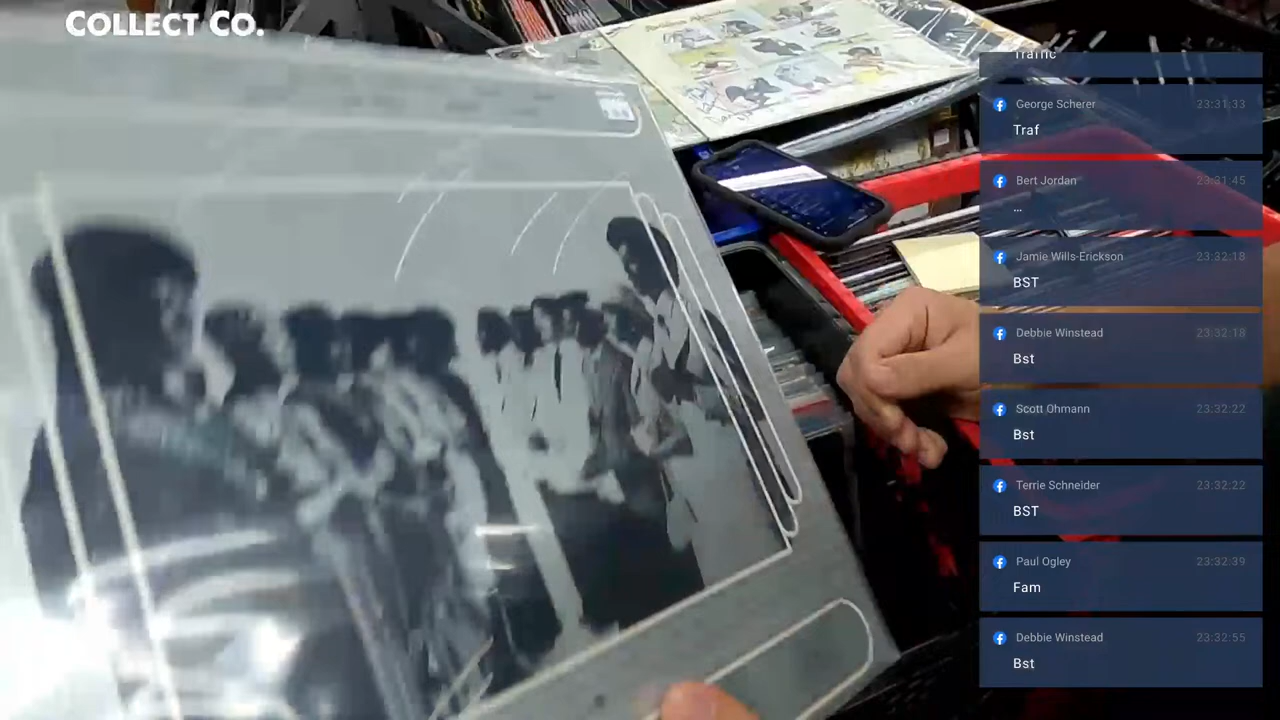 COLLECT CO.
Traffic
George Scherer 23:31:33
Traf
Bert Jordan 23:31:45
...
Jamie Wills-Erickson 23:32:18
BST
Debbie Winstead 23:32:18
Bst
Scott Ohmann 23:32:22
Bst
Terrie Schneider 23:32:22
BST
Paul Ogley 23:32:39
Fam
Debbie Winstead 23:32:55
Bst